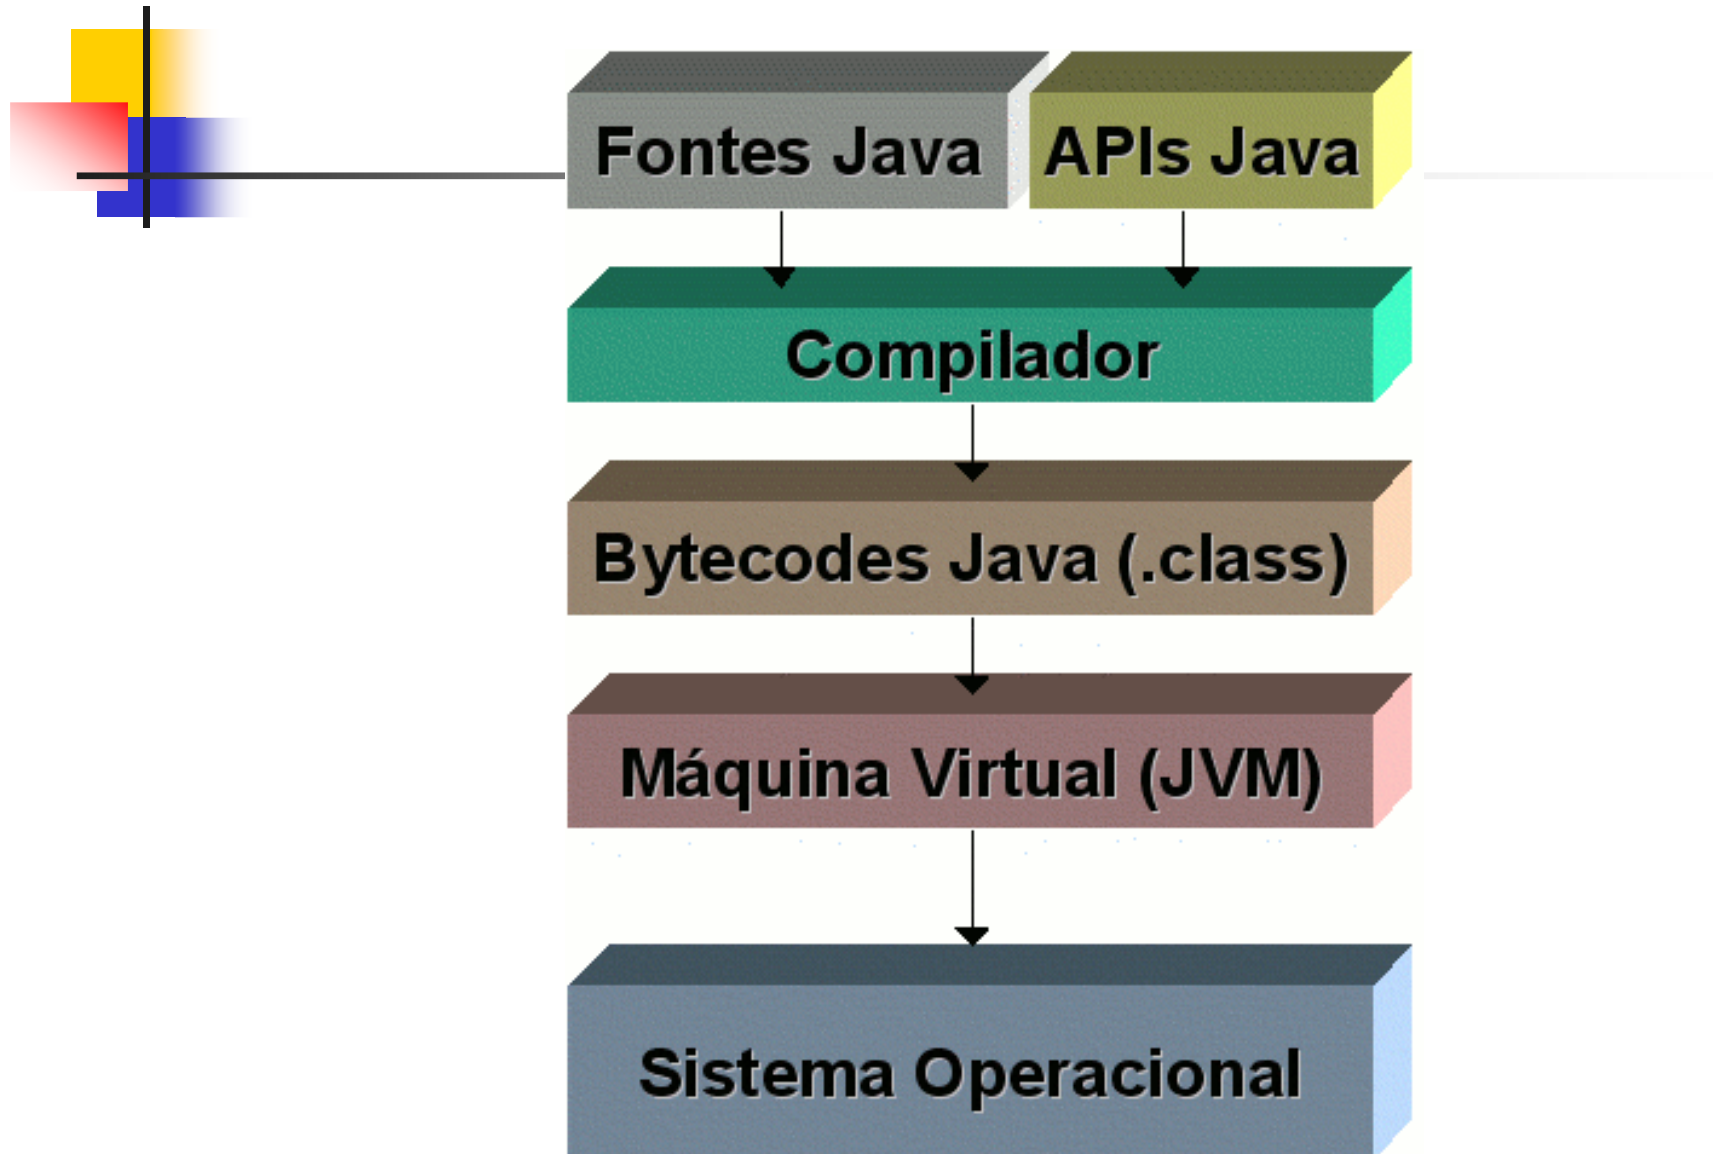 Fontes Java
APIs Java
Compilador
Bytecodes Java (.class)
Máquina Virtual (JVM)
Sistema Operacional